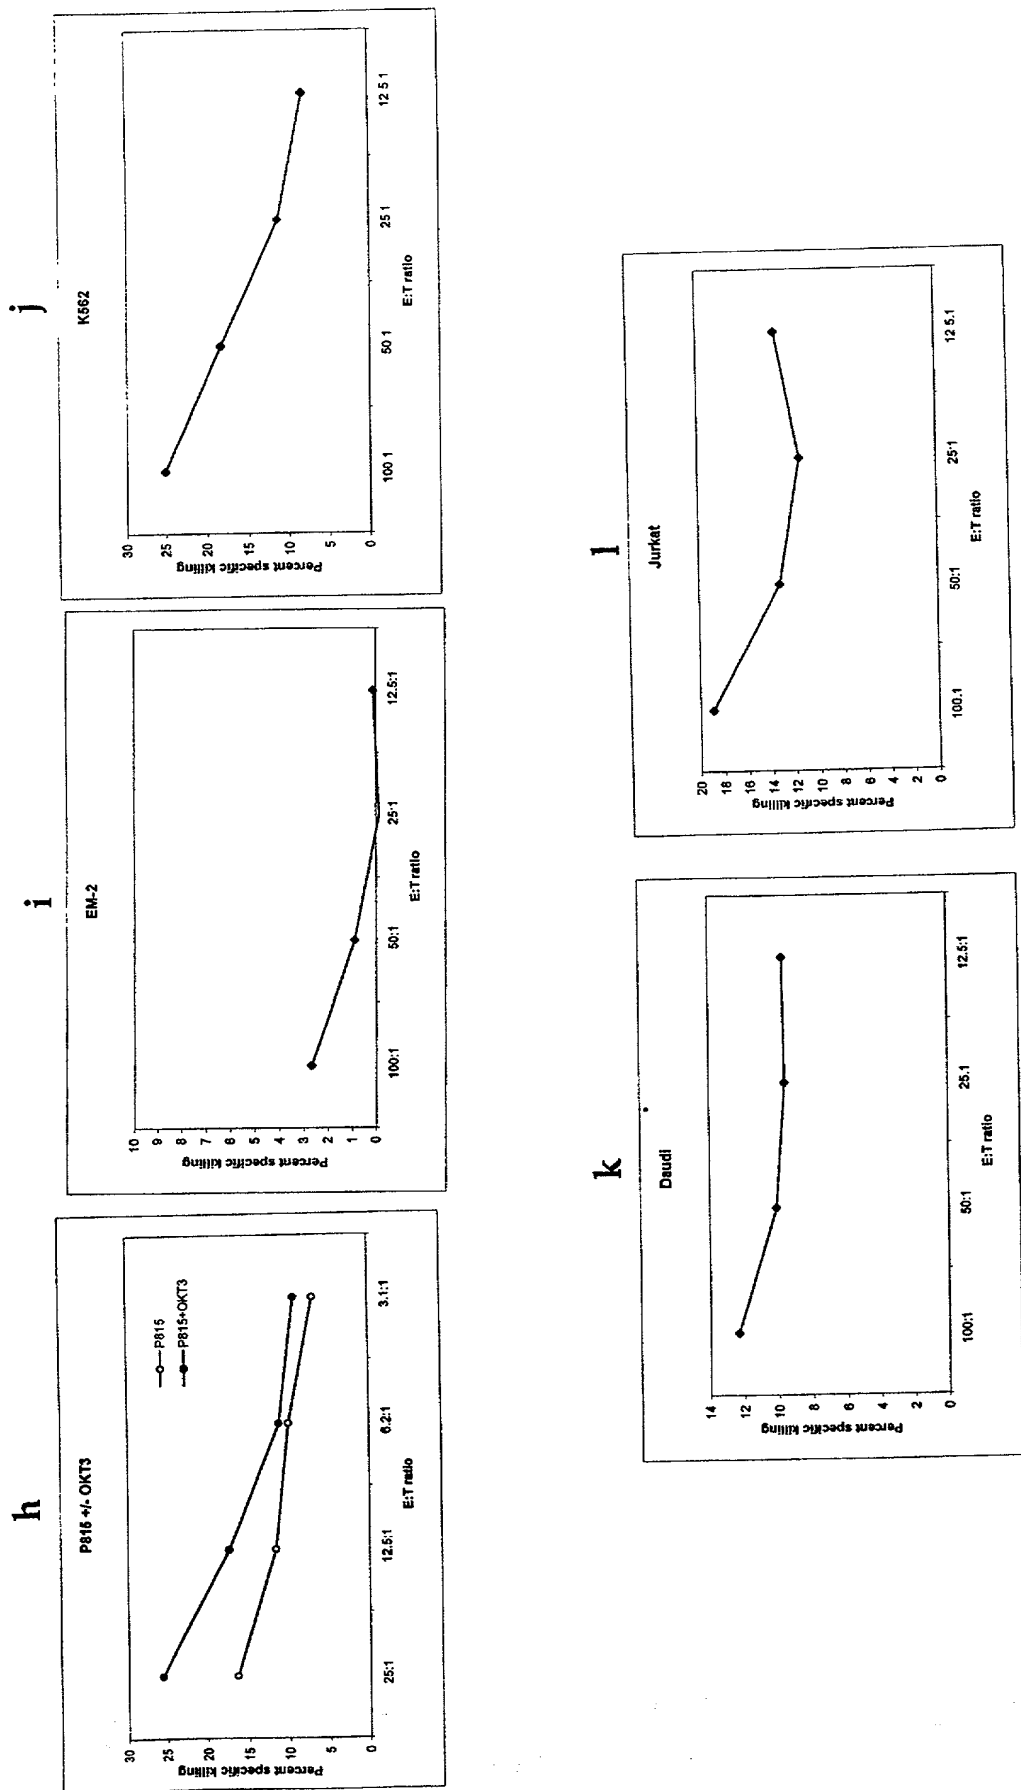 h
P815 +/- OKT3
Percent specific killing
30
25
20
15
10
5
0
P815
P815+OKT3
25:1
12.5:1
6.2:1
3.1:1
E:T ratio
i
EM-2
Percent specific killing
10
9
8
7
6
5
4
3
2
1
0
100:1
50:1
25:1
12.5:1
E:T ratio
j
K562
Percent specific killing
30
25
20
15
10
5
0
100 1
50 1
25 1
12 5 1
E:T ratio
k
Daudi
Percent specific killing
14
12
10
8
6
4
2
0
100:1
50:1
25.1
12.5:1
E:T ratio
l
Jurkat
Percent specific killing
20
18
16
14
12
10
8
6
4
2
0
100.1
50:1
25:1
12 5.1
E:T ratio